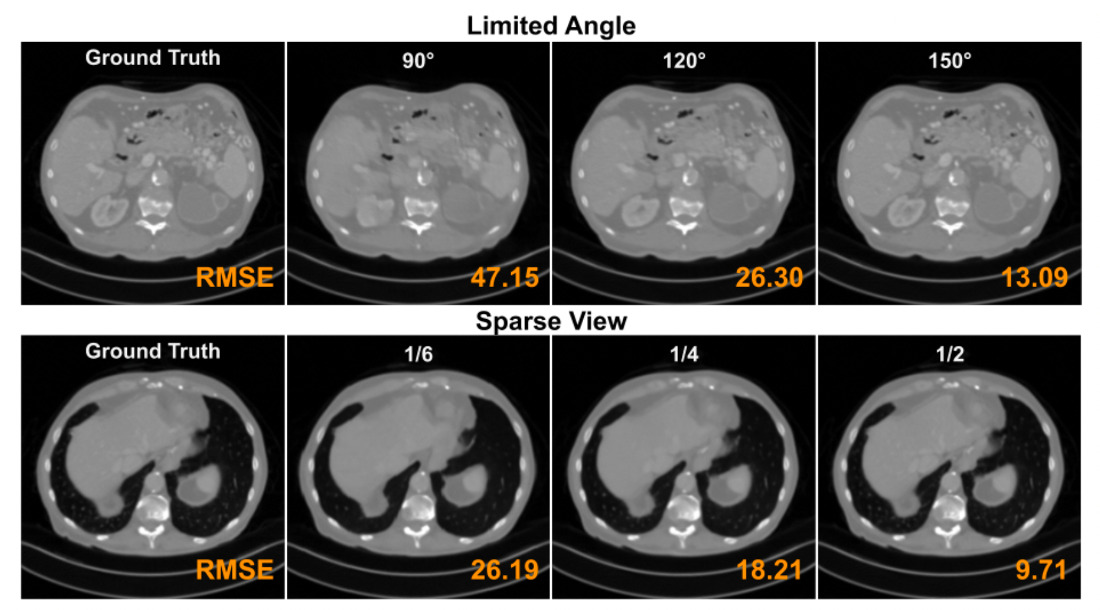 Limited Angle
Ground Truth 90° 120° 150°
RMSE 47.15 26.30 13.09
Sparse View
Ground Truth 1/6 1/4 1/2
RMSE 26.19 18.21 9.71